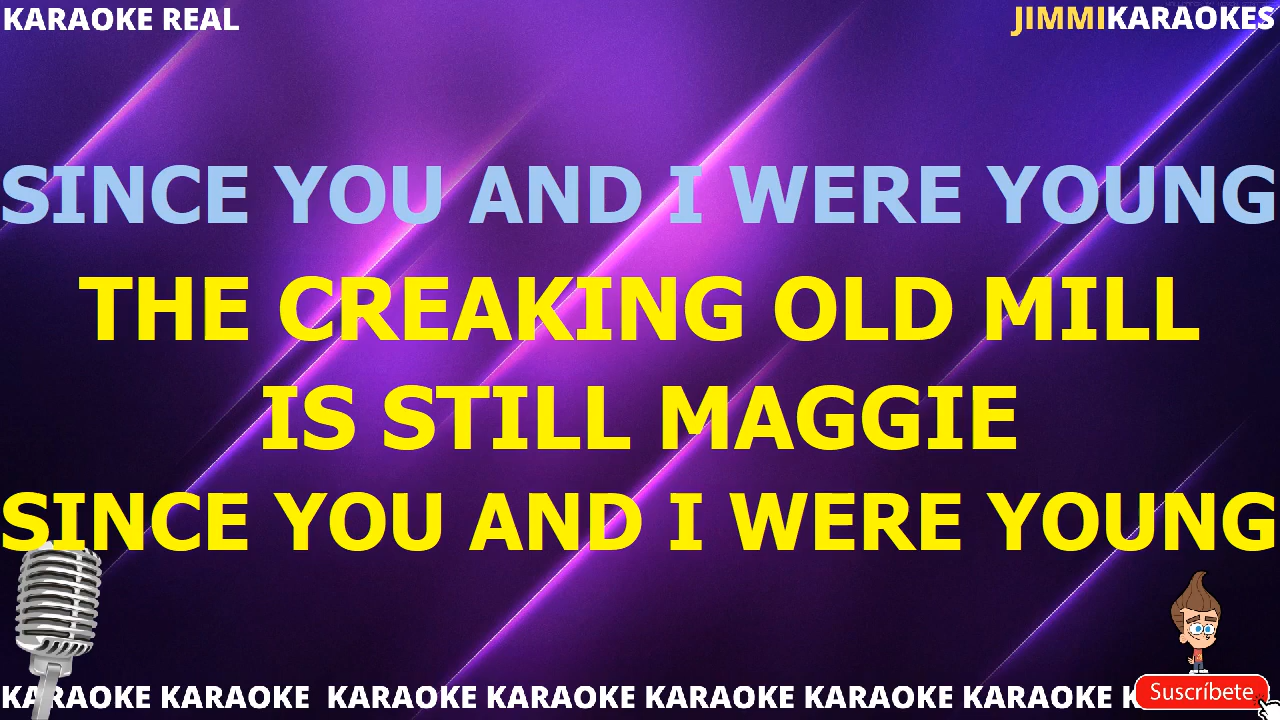 KARAOKE REAL
JIMMIKARAOKES
SINCE YOU AND I WERE YOUNG
THE CREAKING OLD MILL
IS STILL MAGGIE
SINCE YOU AND I WERE YOUNG
KARAOKE KARAOKE KARAOKE KARAOKE KARAOKE KARAOKE KARAOKE K
Suscríbete